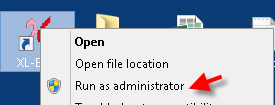 Open
XL-E
Open file location
Run as administrator